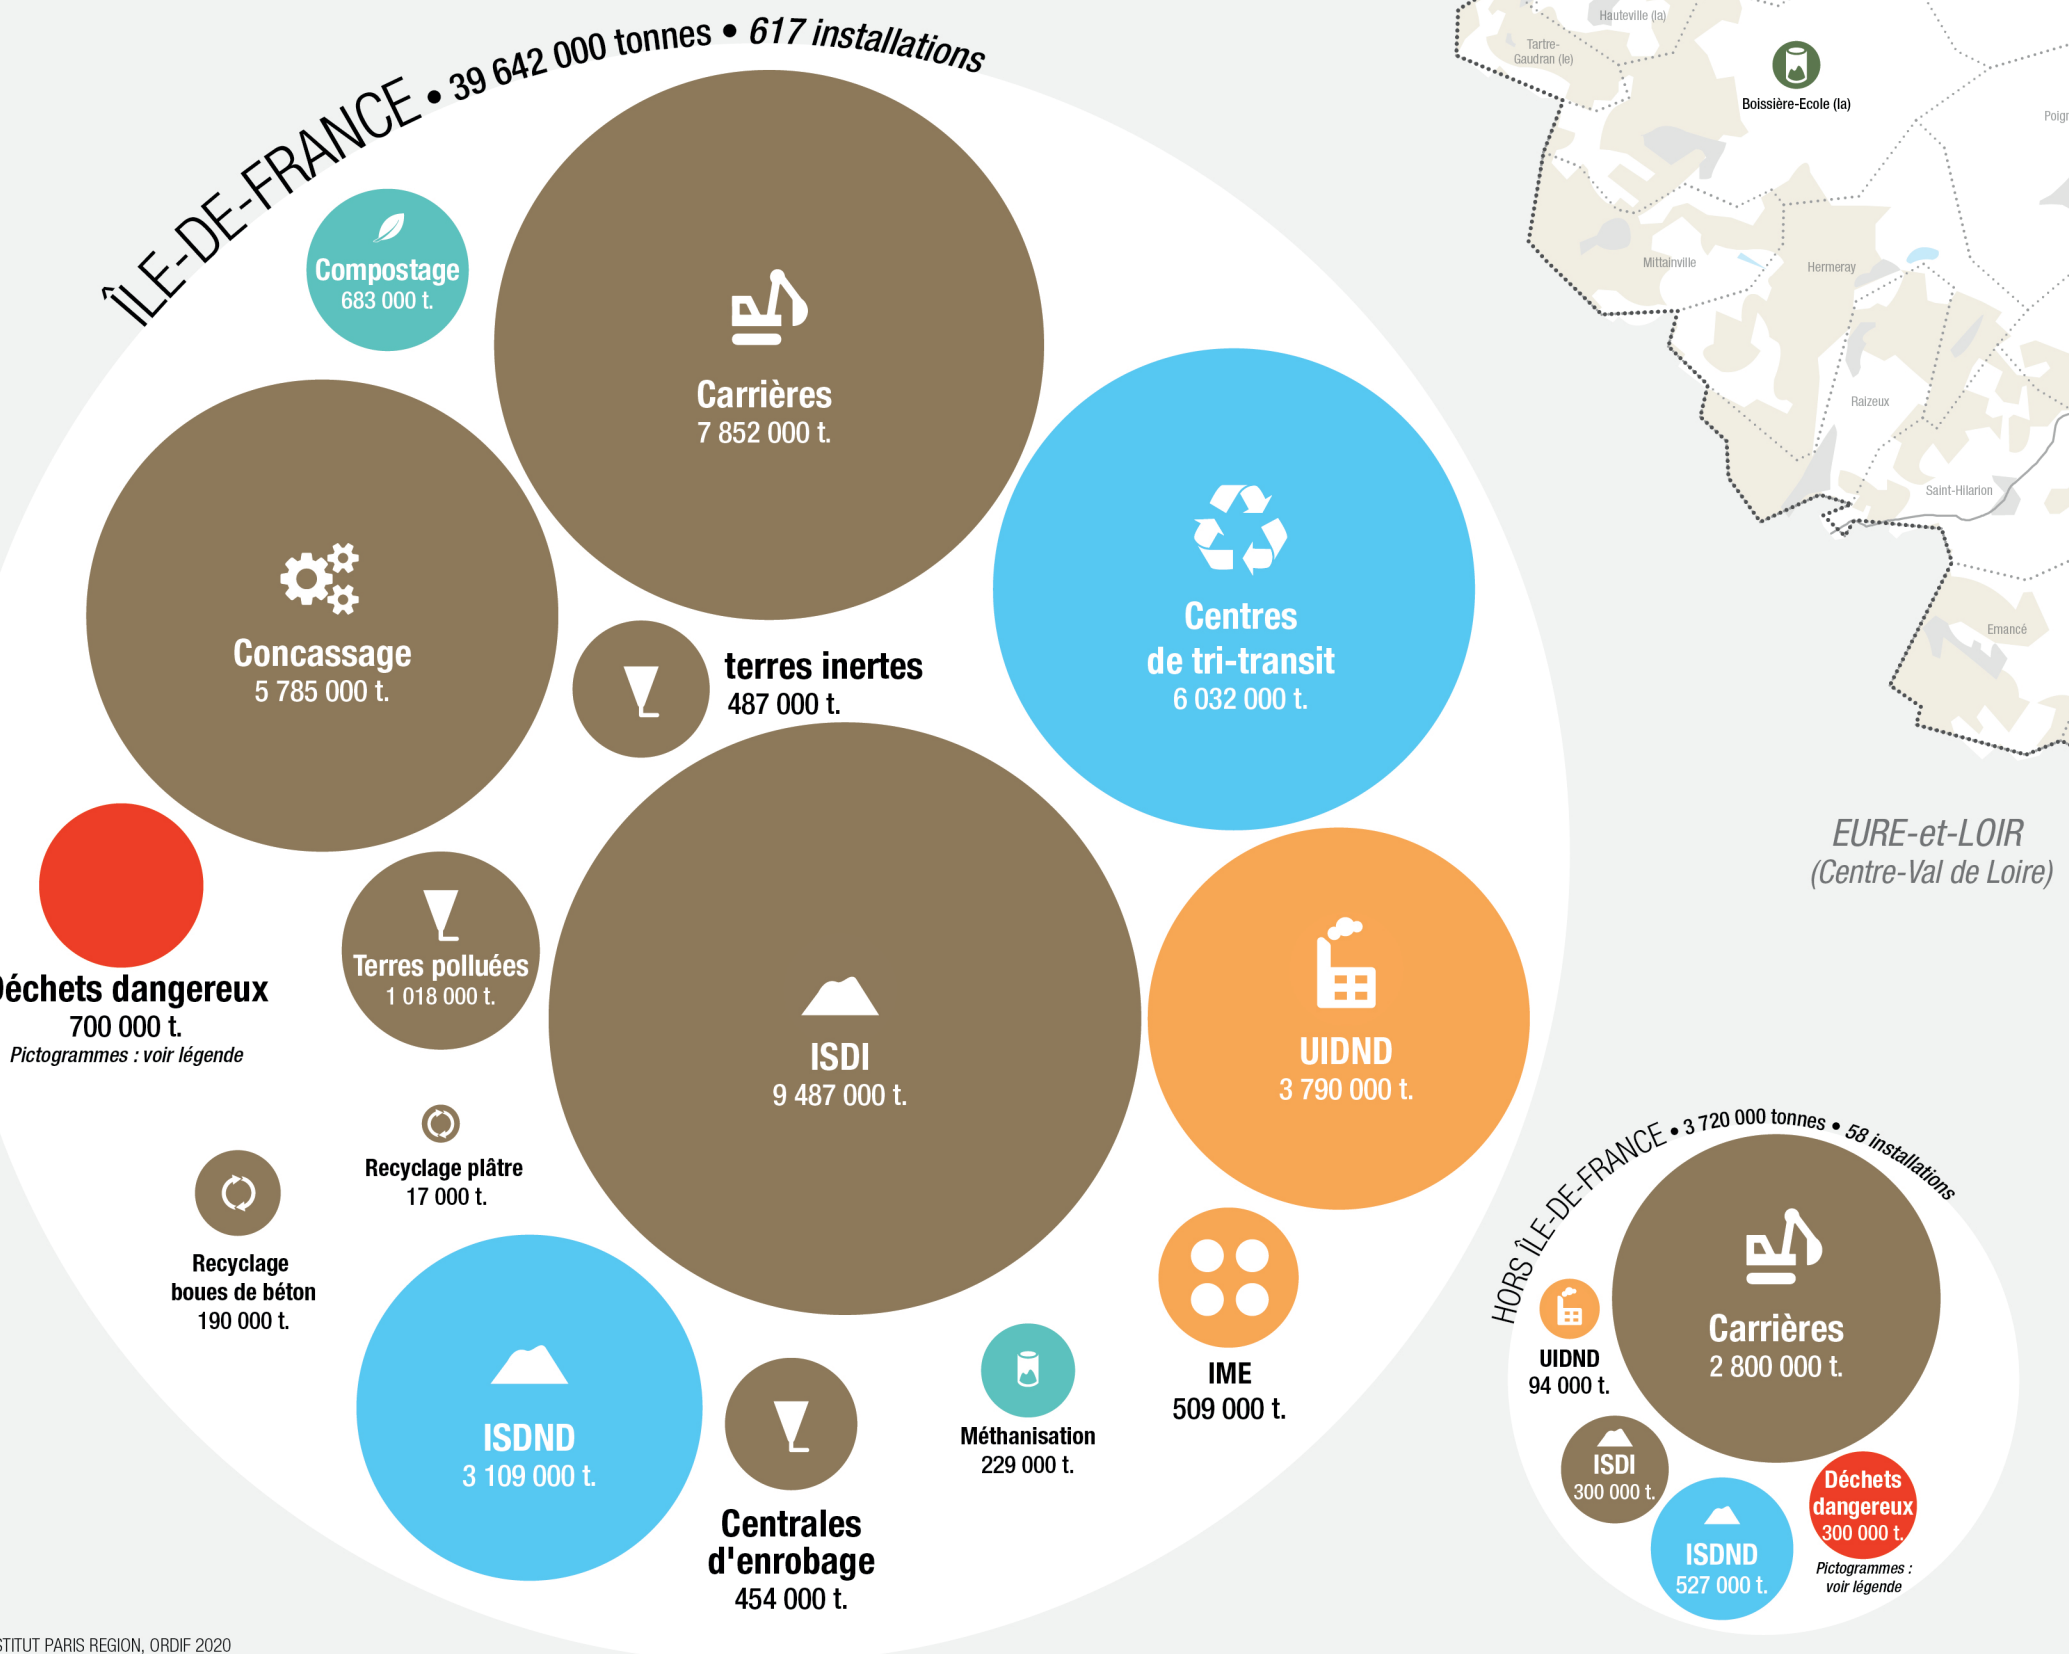 ÎLE-DE-FRANCE • 39 642 000 tonnes • 617 installations
Compostage
683 000 t.
Carrières
7 852 000 t.
Centres
de tri-transit
6 032 000 t.
Concassage
5 785 000 t.
terres inertes
487 000 t.
Déchets dangereux
700 000 t.
Pictogrammes : voir légende
Terres polluées
1 018 000 t.
ISDI
9 487 000 t.
UIDND
3 790 000 t.
Recyclage plâtre
17 000 t.
Recyclage
boues de béton
190 000 t.
ISDND
3 109 000 t.
Centrales
d'enrobage
454 000 t.
Méthanisation
229 000 t.
IME
509 000 t.
HORS ÎLE-DE-FRANCE • 3 720 000 tonnes • 58 installations
Carrières
2 800 000 t.
UIDND
94 000 t.
ISDI
300 000 t.
ISDND
527 000 t.
Déchets
dangereux
300 000 t.
Pictogrammes :
voir légende
Hauteville (la)
Tartre-
Gaudran (le)
Boissière-Ecole (la)
Poigr
Mittainville
Hermeray
Raizeux
Saint-Hilarion
Emancé
EURE-et-LOIR
(Centre-Val de Loire)
STITUT PARIS REGION, ORDIF 2020